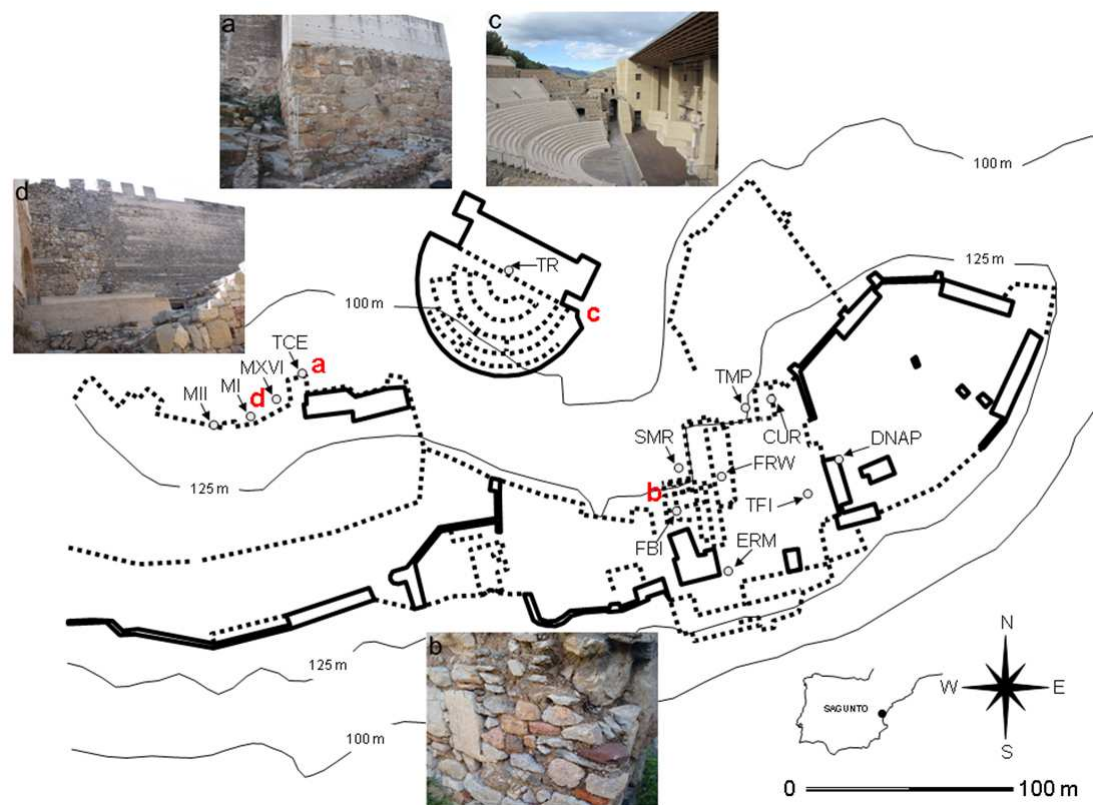 a
c
100 m
d
125 m
TR
100 m
c
TCE
a
MXVI
MI
d
MII
TMP
CUR
SMR
DNAP
125 m
FRW
b
TFI
FBI
ERM
N
b
125 m
W
E
SAGUNTO
S
100 m
0
100 m